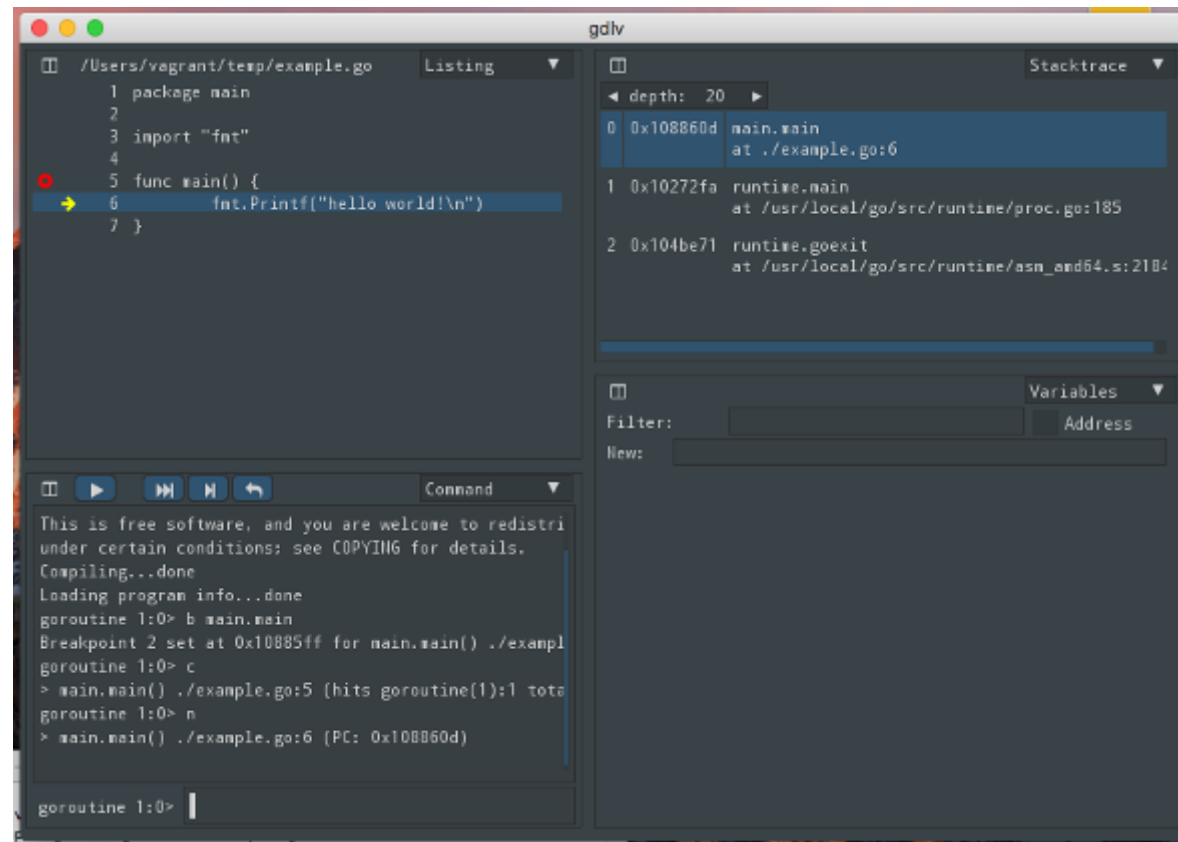 gdlv
/Users/vagrant/temp/example.go Listing
1 package main
2
3 import "fmt"
4
5 func main() {
6 fmt.Printf("hello world!\n")
7 }
Stacktrace
depth: 20
0 0x108860d main.main
at ./example.go:6
1 0x10272fa runtime.main
at /usr/local/go/src/runtime/proc.go:185
2 0x104be71 runtime.goexit
at /usr/local/go/src/runtime/asm_amd64.s:2184
Variables
Filter: Address
New:
Command
This is free software, and you are welcome to redistri
under certain conditions; see COPYING for details.
Compiling...done
Loading program info...done
goroutine 1:0> b main.main
Breakpoint 2 set at 0x10885ff for main.main() ./exampl
goroutine 1:0> c
> main.main() ./example.go:5 (hits goroutine(1):1 tota
goroutine 1:0> n
> main.main() ./example.go:6 (PC: 0x108860d)
goroutine 1:0>